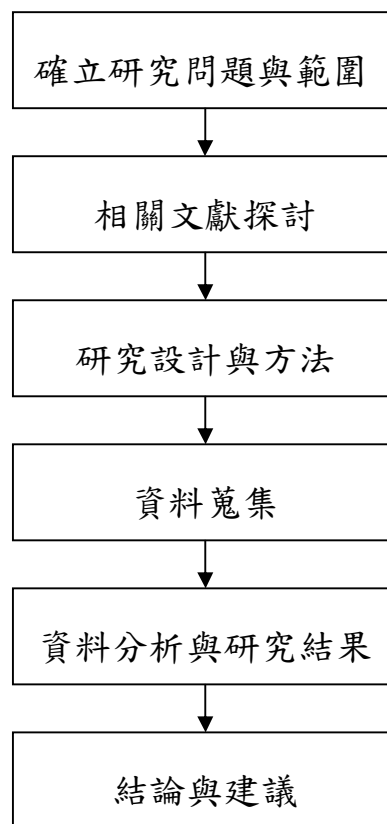 確立研究問題與範圍
相關文獻探討
研究設計與方法
資料蒐集
資料分析與研究結果
結論與建議